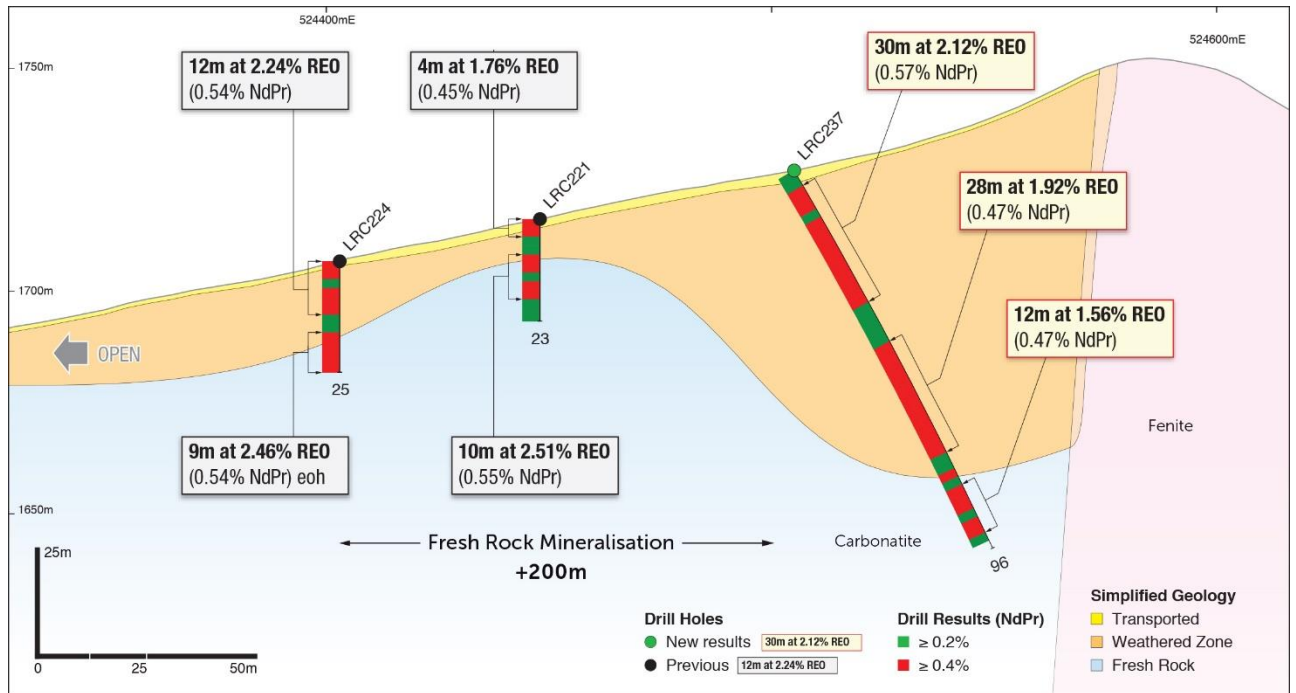 524400mE
524600mE
1750m
1700m
1650m
12m at 2.24% REO
(0.54% NdPr)
4m at 1.76% REO
(0.45% NdPr)
30m at 2.12% REO
(0.57% NdPr)
28m at 1.92% REO
(0.47% NdPr)
12m at 1.56% REO
(0.47% NdPr)
LRC224
LRC221
LRC237
OPEN
25
23
96
9m at 2.46% REO
(0.54% NdPr) eoh
10m at 2.51% REO
(0.55% NdPr)
Fenite
Carbonatite
Fresh Rock Mineralisation
+200m
25m
0 25 50m
Drill Holes
New results 30m at 2.12% REO
Previous 12m at 2.24% REO
Drill Results (NdPr)
≥ 0.2%
≥ 0.4%
Simplified Geology
Transported
Weathered Zone
Fresh Rock